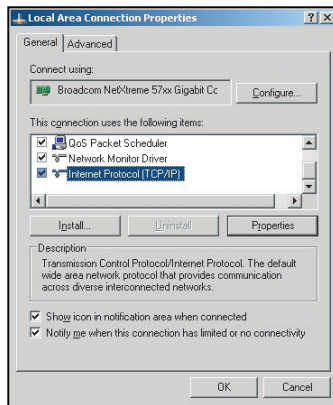 Local Area Connection Properties
General Advanced
Connect using:
Broadcom NetXtreme 57xx Gigabit Cc
Configure...
This connection uses the following items:
QoS Packet Scheduler
Network Monitor Driver
Internet Protocol (TCP/IP)
Install... Uninstall Properties
Description
Transmission Control Protocol/Internet Protocol. The default
wide area network protocol that provides communication
across diverse interconnected networks.
Show icon in notification area when connected
Notify me when this connection has limited or no connectivity
OK Cancel